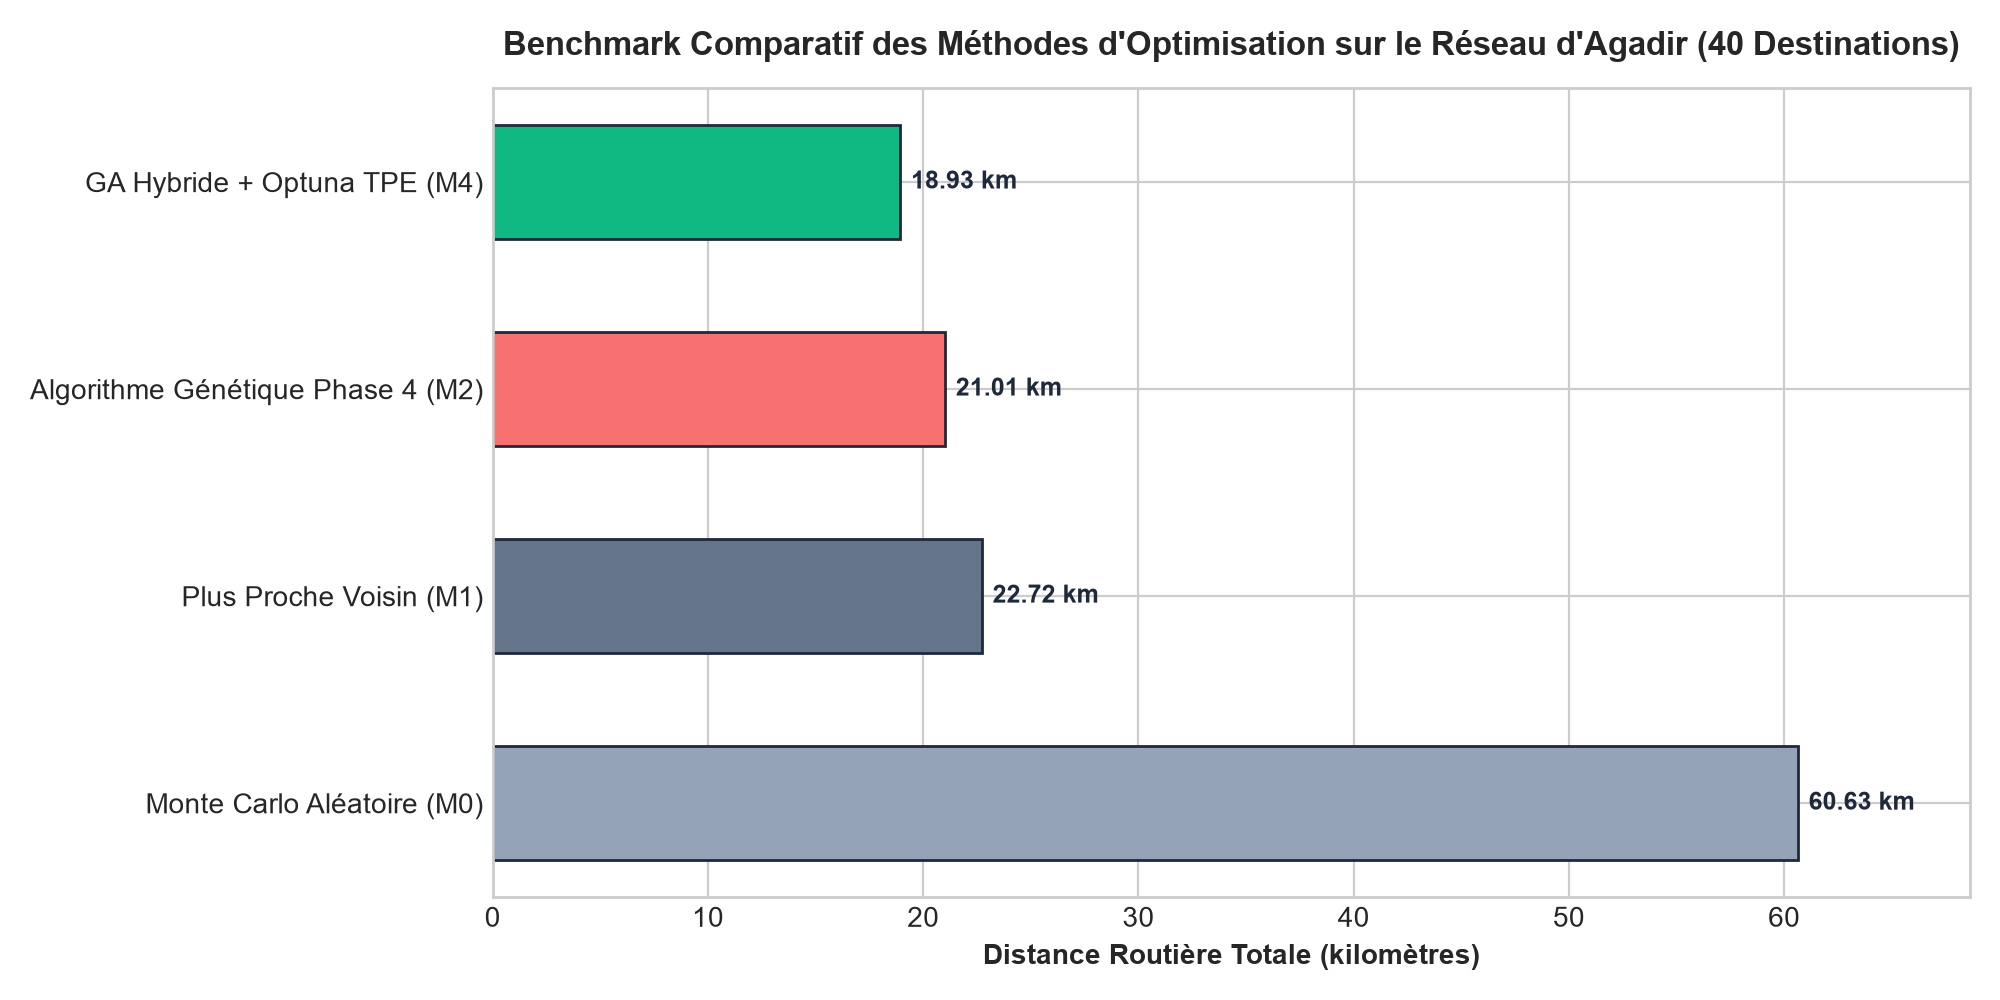 Benchmark Comparatif des Méthodes d'Optimisation sur le Réseau d'Agadir (40 Destinations)
GA Hybride + Optuna TPE (M4)
18.93 km
Algorithme Génétique Phase 4 (M2)
21.01 km
Plus Proche Voisin (M1)
22.72 km
Monte Carlo Aléatoire (M0)
60.63 km
0 10 20 30 40 50 60
Distance Routière Totale (kilomètres)